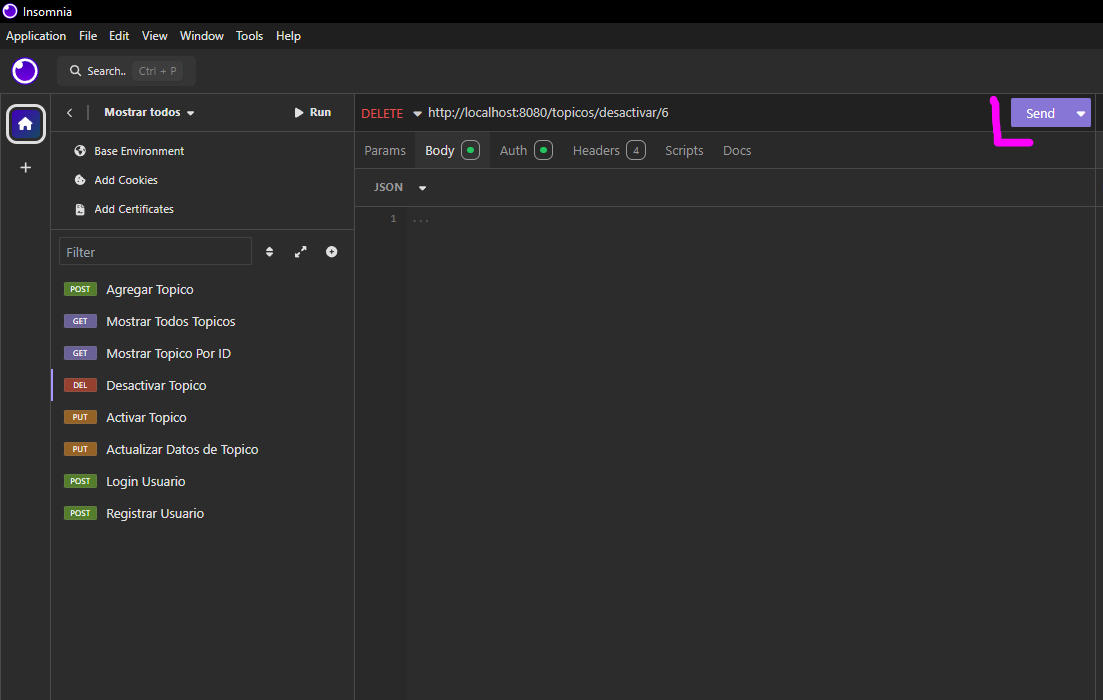 Insomnia
Application File Edit View Window Tools Help
Search.. Ctrl + P
Mostrar todos Run
DELETE http://localhost:8080/topicos/desactivar/6 Send
Base Environment
Add Cookies
Add Certificates
Params Body Auth Headers 4 Scripts Docs
JSON
1 ...
Filter
POST Agregar Topico
GET Mostrar Todos Topicos
GET Mostrar Topico Por ID
DEL Desactivar Topico
PUT Activar Topico
PUT Actualizar Datos de Topico
POST Login Usuario
POST Registrar Usuario